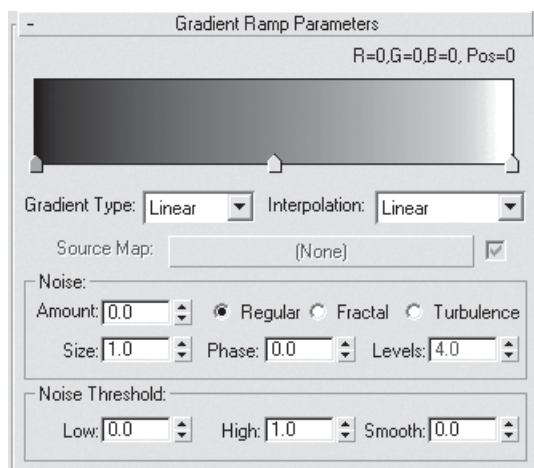 - Gradient Ramp Parameters
R=0,G=0,B=0, Pos=0
Gradient Type: Linear Interpolation: Linear
Source Map: (None)
Noise:
Amount: 0.0 Regular Fractal Turbulence
Size: 1.0 Phase: 0.0 Levels: 4.0
Noise Threshold:
Low: 0.0 High: 1.0 Smooth: 0.0